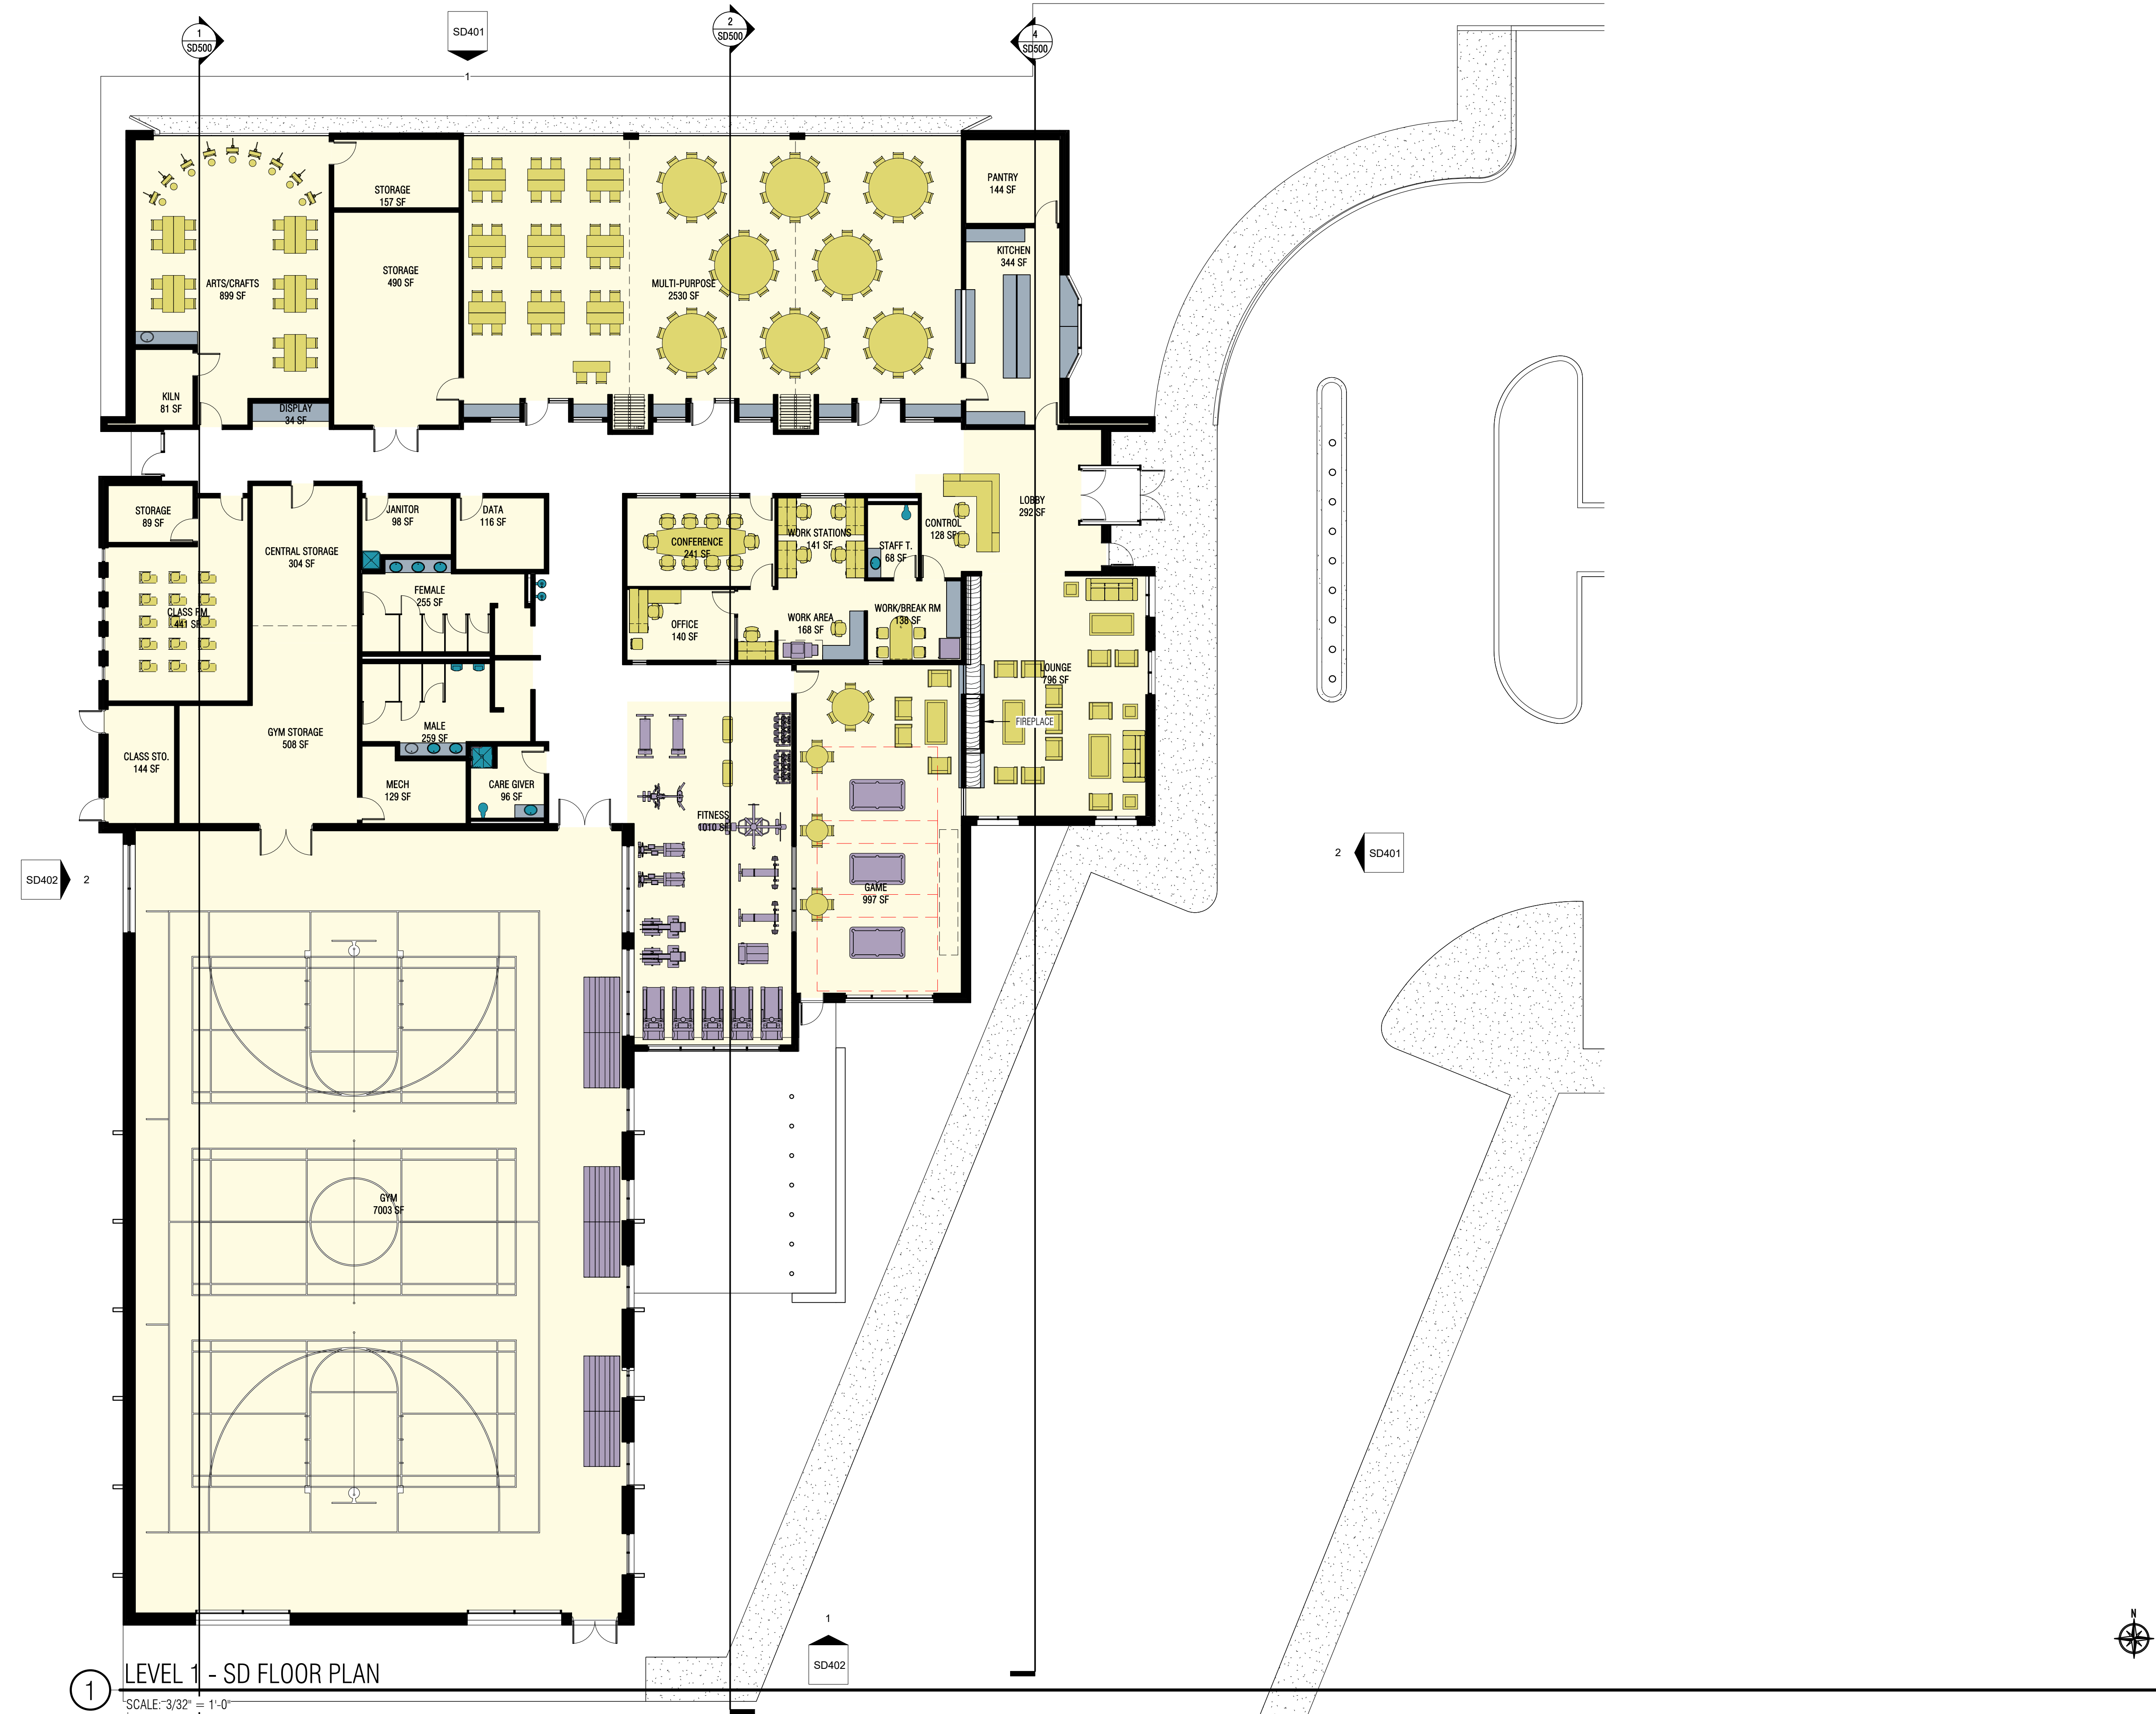 1
SD500
SD401
1
2
SD500
4
SD500
STORAGE
157 SF
PANTRY
144 SF
KITCHEN
344 SF
ARTS/CRAFTS
899 SF
STORAGE
490 SF
MULTI-PURPOSE
2530 SF
KILN
81 SF
DISPLAY
34 SF
STORAGE
89 SF
JANITOR
98 SF
DATA
116 SF
CENTRAL STORAGE
304 SF
CONFERENCE
241 SF
WORK STATIONS
141 SF
STAFF T.
68 SF
CONTROL
128 SF
LOBBY
292 SF
CLASS RM
441 SF
FEMALE
255 SF
OFFICE
140 SF
WORK AREA
168 SF
WORK/BREAK RM
138 SF
LOUNGE
796 SF
FIREPLACE
GYM STORAGE
508 SF
MALE
259 SF
CLASS STO.
144 SF
MECH
129 SF
CARE GIVER
96 SF
FITNESS
1010 SF
GAME
997 SF
SD402
2
2
SD401
GYM
7003 SF
1
SD402
N
1
LEVEL 1 - SD FLOOR PLAN
SCALE: 3/32" = 1'-0"